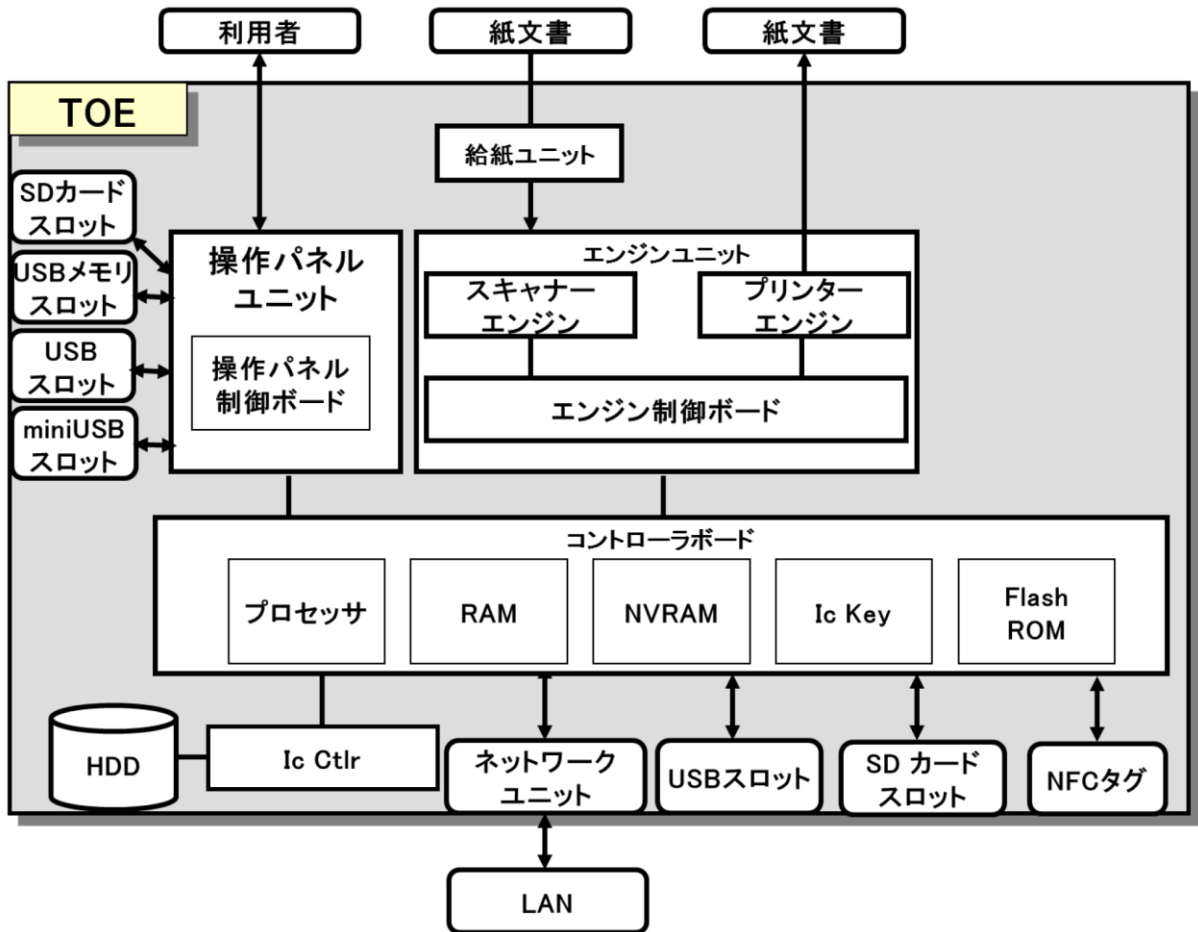 利用者
紙文書
紙文書
TOE
給紙ユニット
SDカード
スロット
USBメモリ
スロット
USB
スロット
miniUSB
スロット
操作パネル
ユニット
操作パネル
制御ボード
エンジンユニット
スキャナー
エンジン
プリンター
エンジン
エンジン制御ボード
コントローラボード
プロセッサ
RAM
NVRAM
Ic Key
Flash
ROM
HDD
Ic Ctlr
ネットワーク
ユニット
USBスロット
SD カード
スロット
NFCタグ
LAN